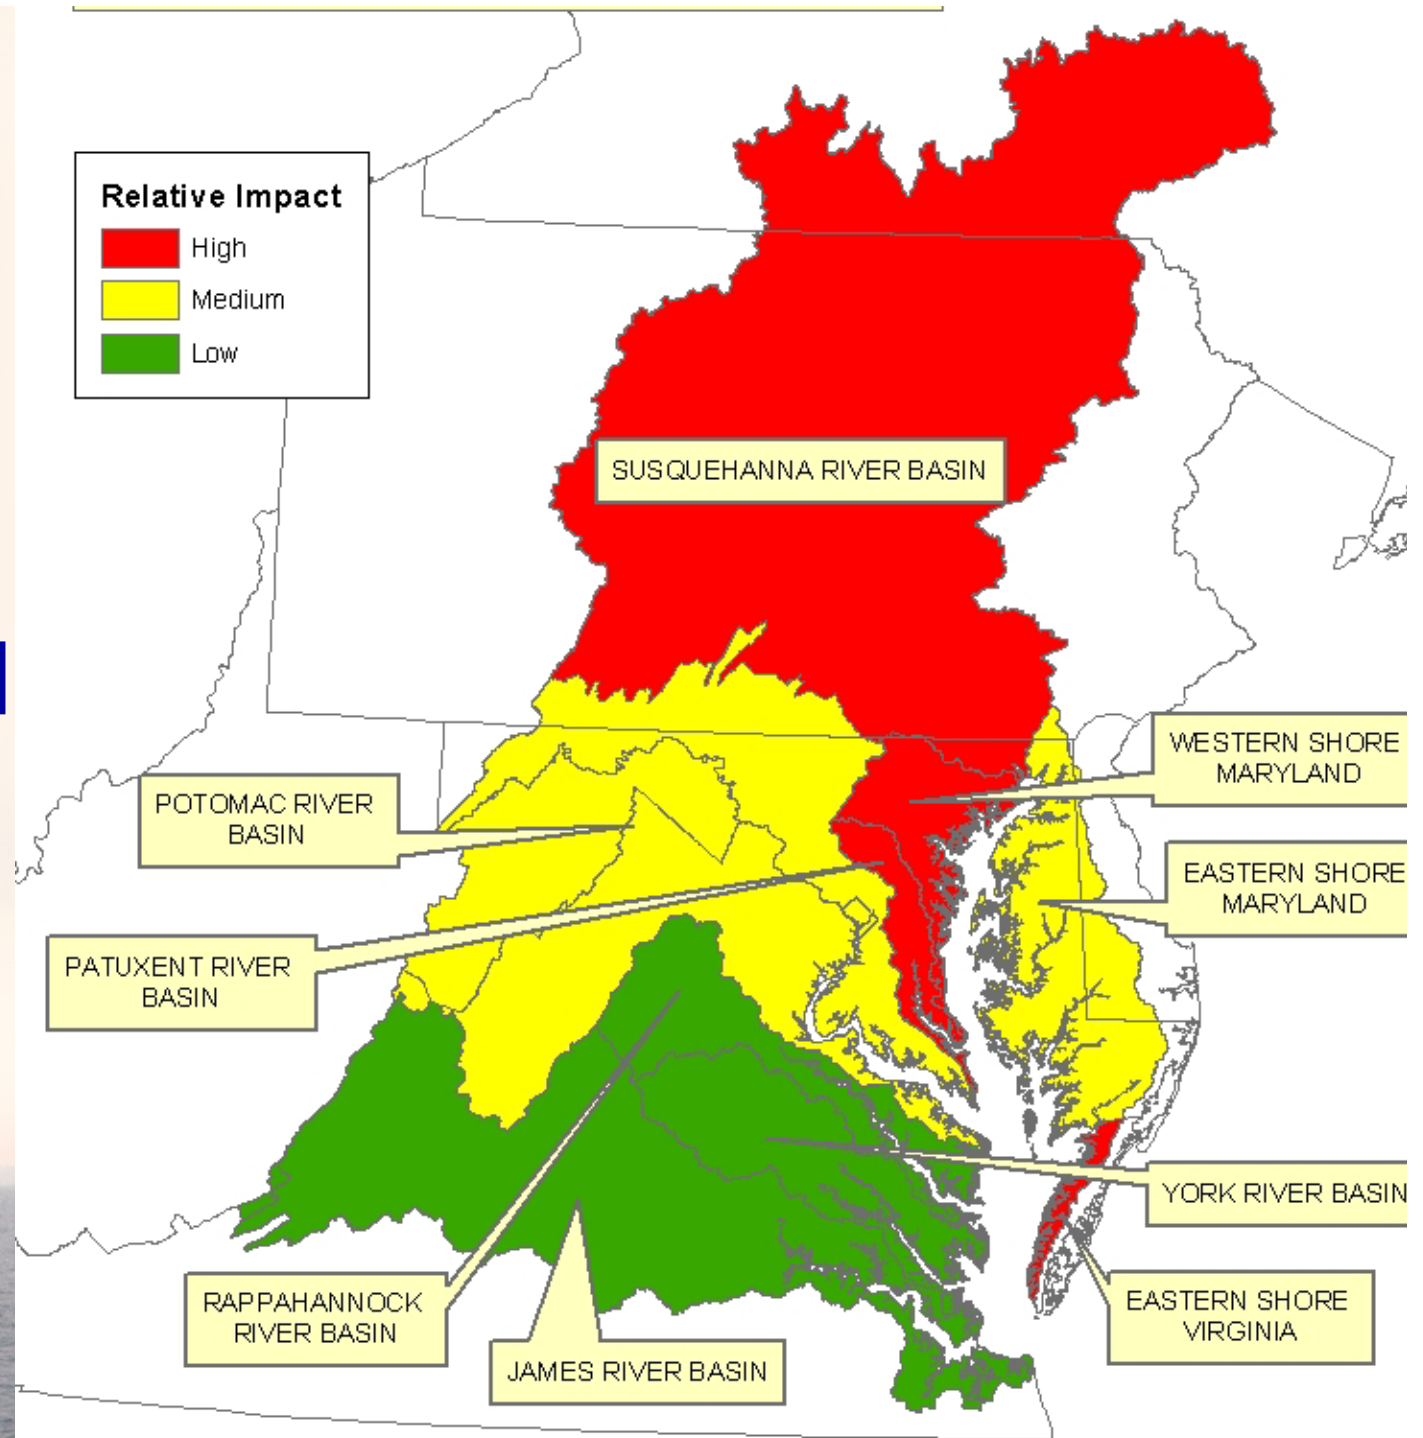 Relative Impact
High
Medium
Low
SUSQUEHANNA RIVER BASIN
WESTERN SHORE
MARYLAND
POTOMAC RIVER
BASIN
EASTERN SHORE
MARYLAND
PATUXENT RIVER
BASIN
YORK RIVER BASIN
RAPPAHANNOCK
RIVER BASIN
EASTERN SHORE
VIRGINIA
JAMES RIVER BASIN